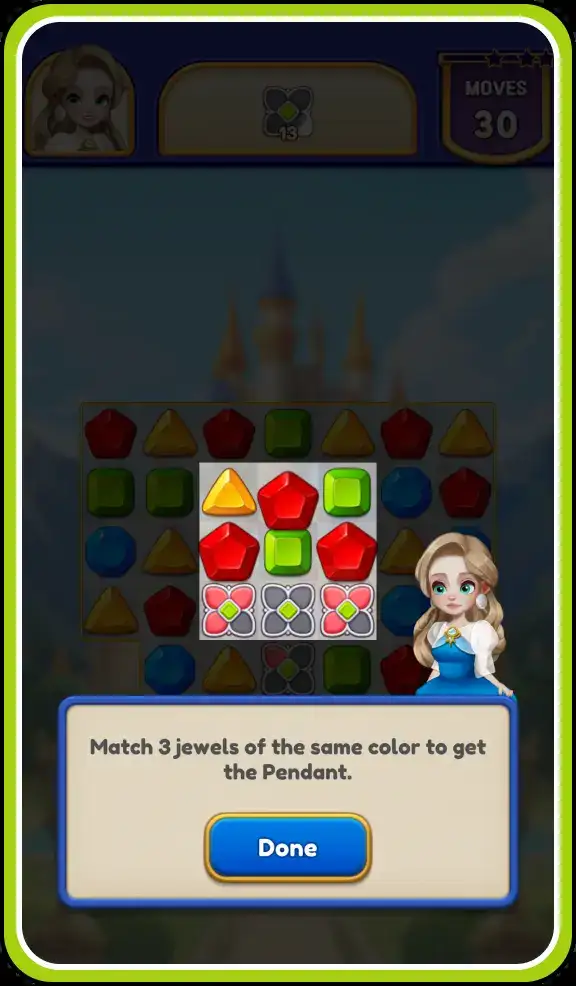 MOVES
13
30
Match 3 jewels of the same color to get
the Pendant.
Done